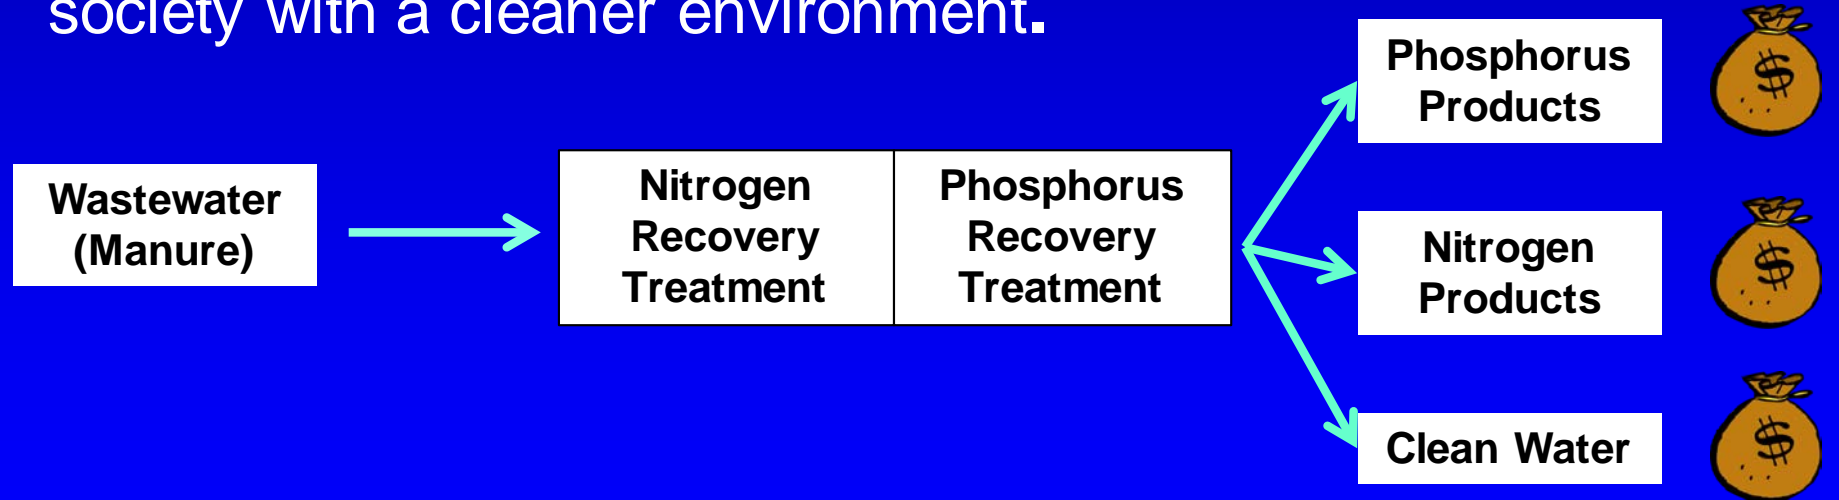 society with a cleaner environment.
Wastewater
(Manure)
Nitrogen
Recovery
Treatment
Phosphorus
Recovery
Treatment
Phosphorus
Products
$
Nitrogen
Products
$
Clean Water
$